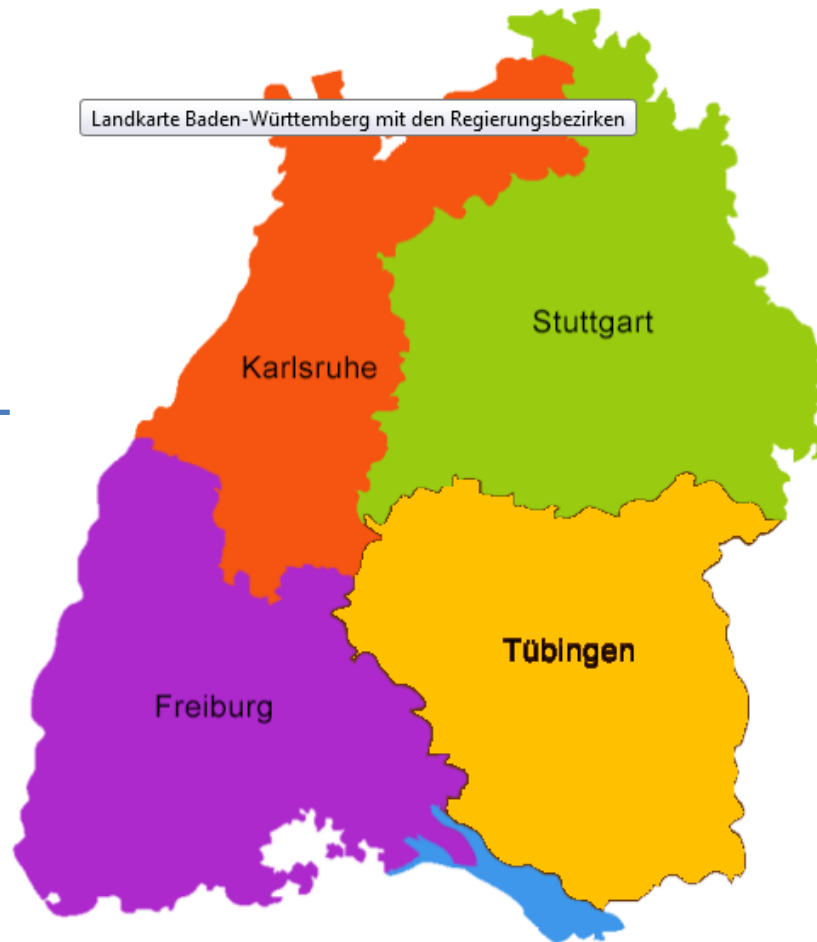 Landkarte Baden-Württemberg mit den Regierungsbezirken
Stuttgart
Karlsruhe
Tübingen
Freiburg